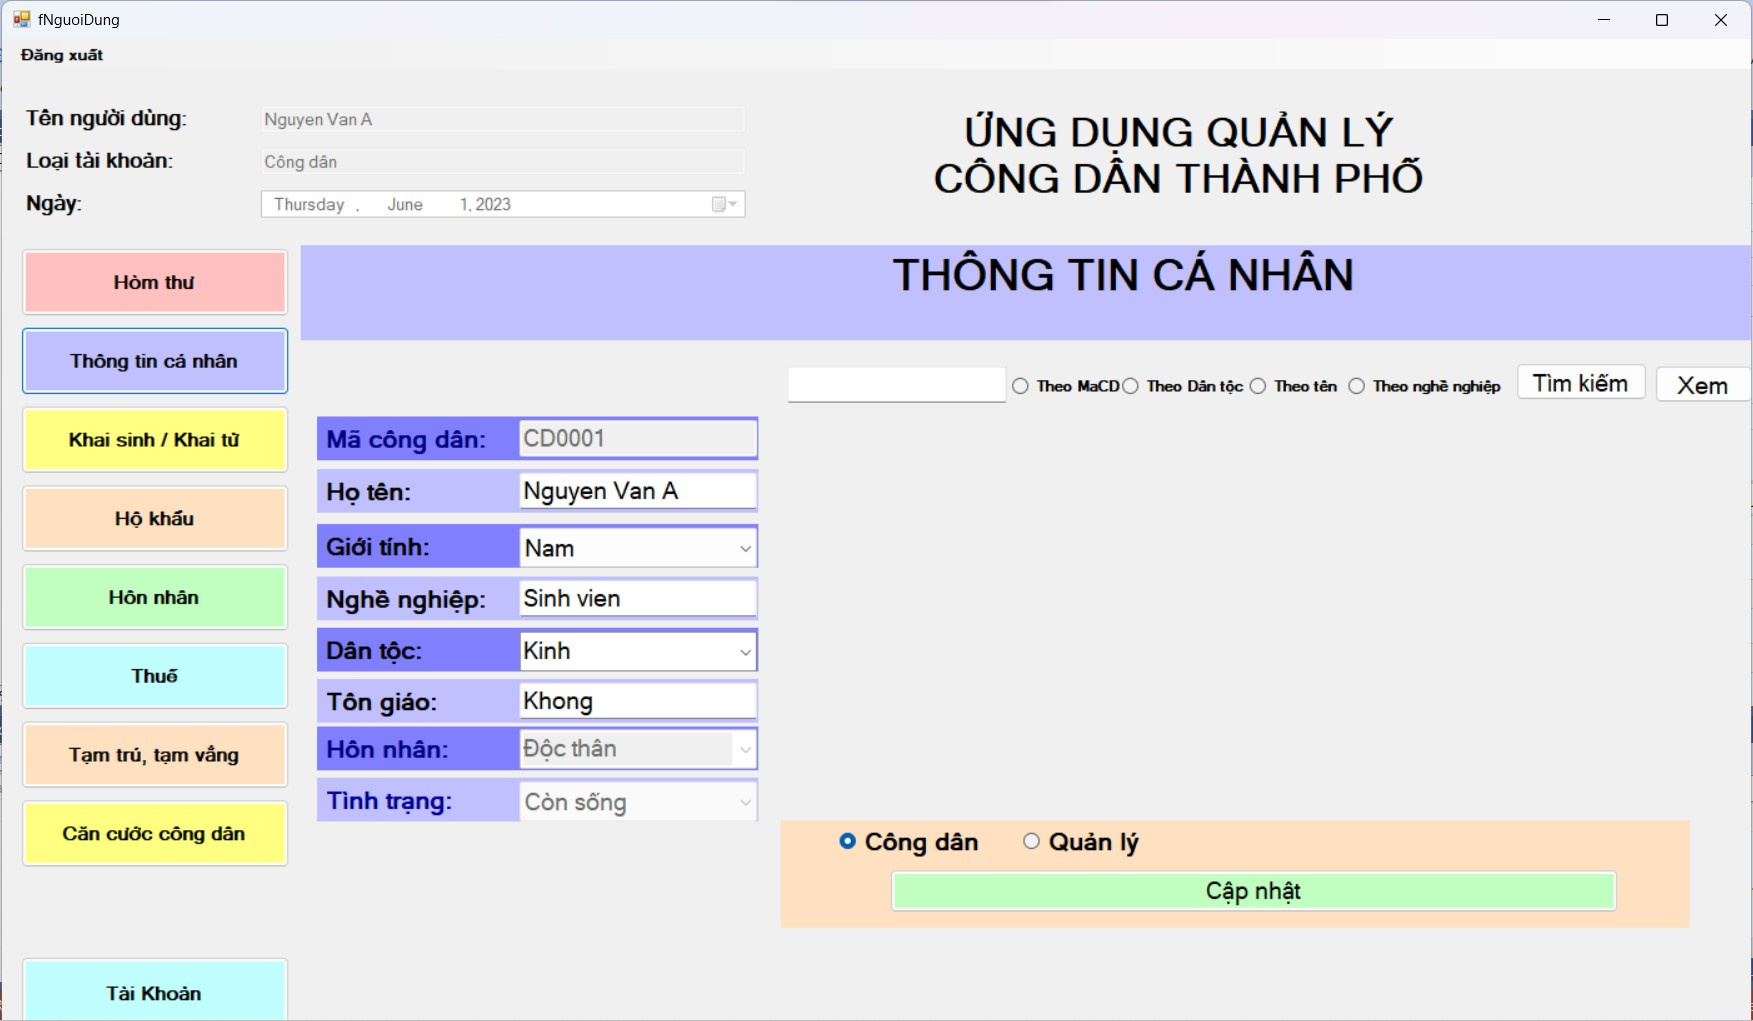 fNguoiDung
Đăng xuất
Tên người dùng: Nguyen Van A
Loại tài khoản: Công dân
Ngày: Thursday , June 1, 2023
ỨNG DỤNG QUẢN LÝ
CÔNG DÂN THÀNH PHỐ
Hòm thư
Thông tin cá nhân
Khai sinh / Khai tử
Hộ khẩu
Hôn nhân
Thuế
Tạm trú, tạm vắng
Căn cước công dân
Tài Khoản
THÔNG TIN CÁ NHÂN
Theo MaCD Theo Dân tộc Theo tên Theo nghề nghiệp Tìm kiếm Xem
Mã công dân: CD0001
Họ tên: Nguyen Van A
Giới tính: Nam
Nghề nghiệp: Sinh vien
Dân tộc: Kinh
Tôn giáo: Khong
Hôn nhân: Độc thân
Tình trạng: Còn sống
Công dân Quản lý
Cập nhật